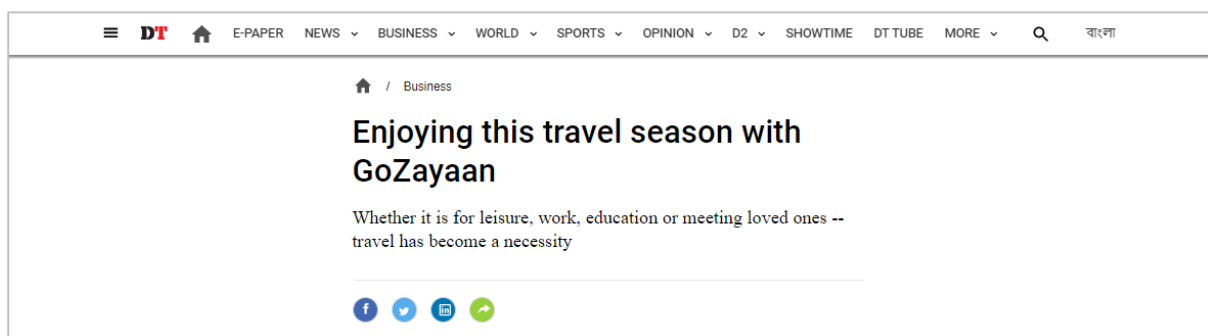 DT E-PAPER NEWS BUSINESS WORLD SPORTS OPINION D2 SHOWTIME DT TUBE MORE বাংলা
/ Business
Enjoying this travel season with
GoZayaan
Whether it is for leisure, work, education or meeting loved ones --
travel has become a necessity